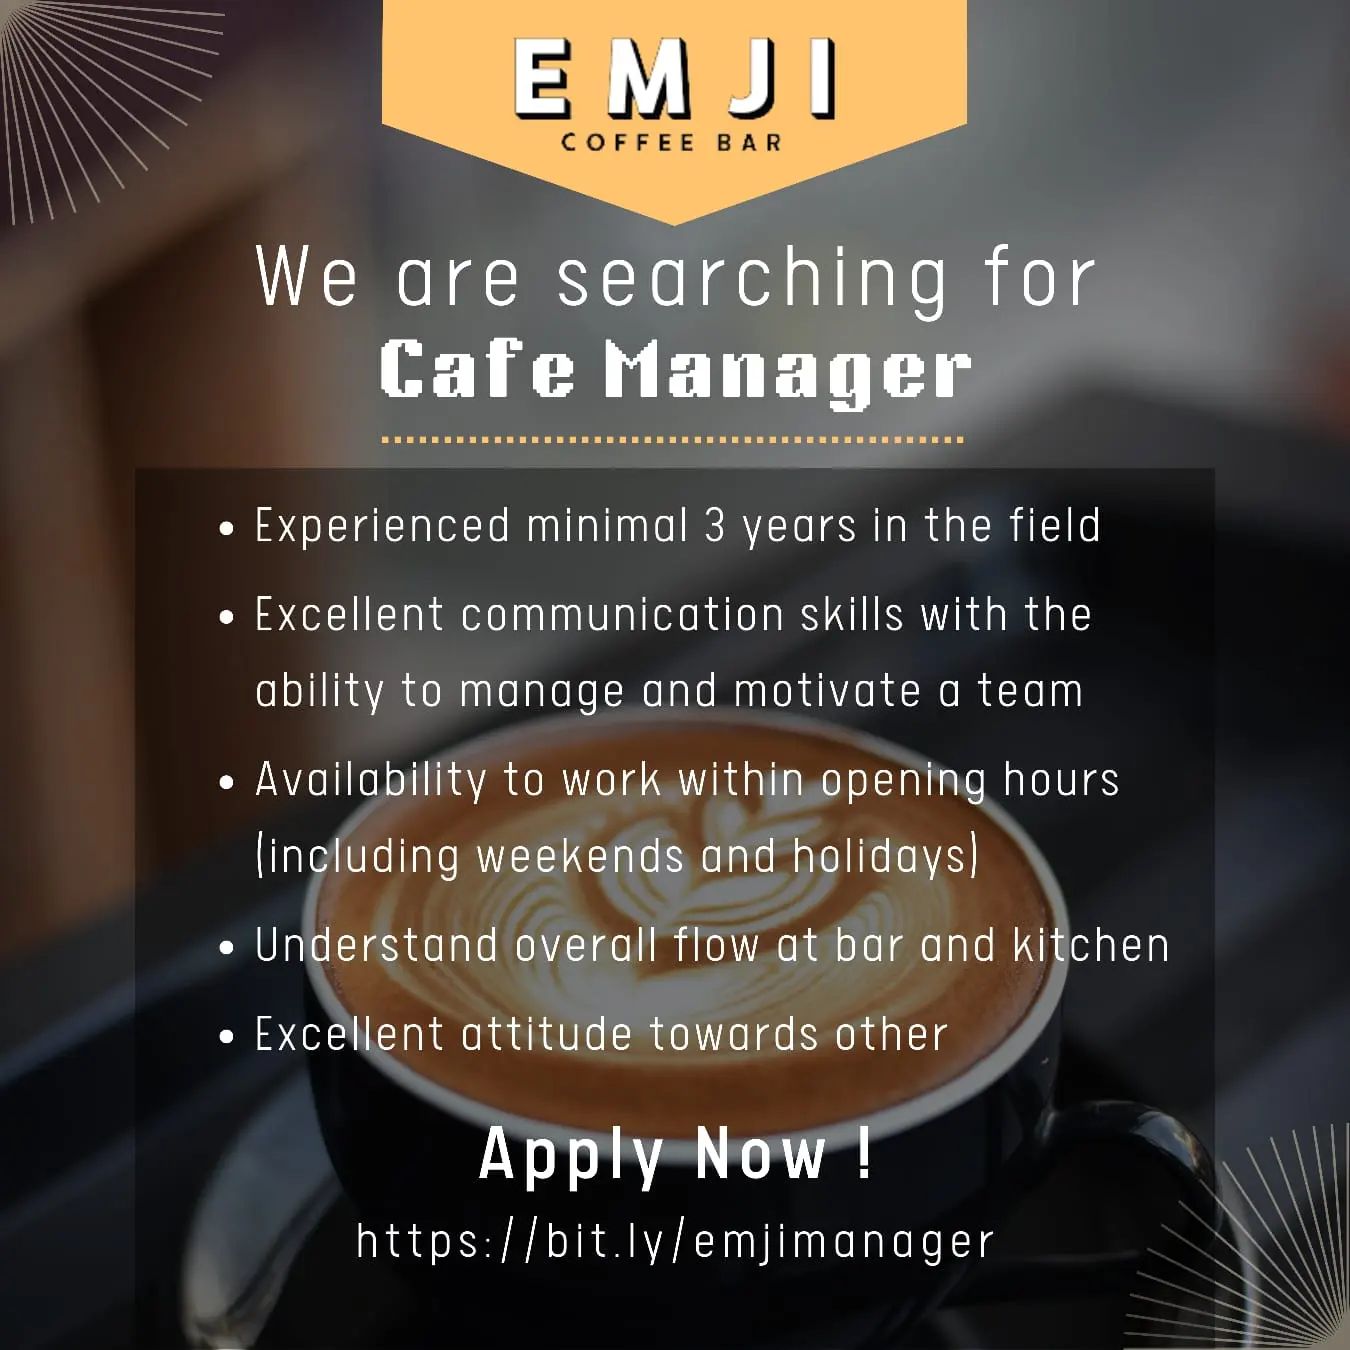 EMJI
COFFEE BAR
We are searching for
Cafe Manager
• Experienced minimal 3 years in the field
• Excellent communication skills with the
ability to manage and motivate a team
• Availability to work within opening hours
(including weekends and holidays)
• Understand overall flow at bar and kitchen
• Excellent attitude towards other
Apply Now !
https://bit.ly/emjimanager